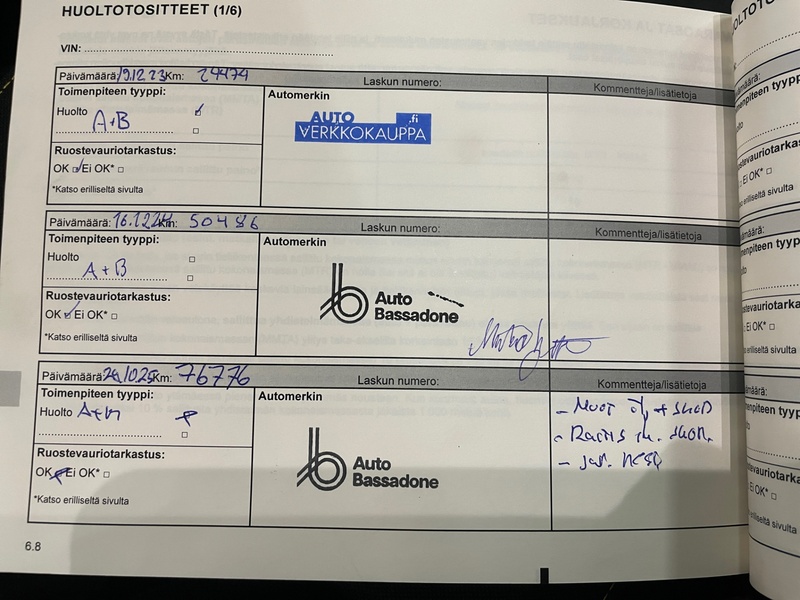 HUOLTOTOSITTEET (1/6)
VIN:
Päivämäärä: 19.12.23 Km: 24474
Laskun numero:
Kommentteja/lisätietoja
Toimenpiteen tyyppi:
Huolto A+B
Ruostevauriotarkastus:
OK Ei OK*
*Katso erilliseltä sivulta
Automerkin
AUTO .fi
VERKKOKAUPPA
Päivämäärä: 16.12.24 Km: 50486
Laskun numero:
Kommentteja/lisätietoja
Toimenpiteen tyyppi:
Huolto
A+B
Ruostevauriotarkastus:
OK Ei OK*
*Katso erilliseltä sivulta
Automerkin
Auto
Bassadone
Päivämäärä: Km: 76776
Laskun numero:
Kommentteja/lisätietoja
Toimenpiteen tyyppi:
Huolto
Ruostevauriotarkastus:
OK Ei OK*
*Katso erilliseltä sivulta
Automerkin
Auto
Bassadone
6.8